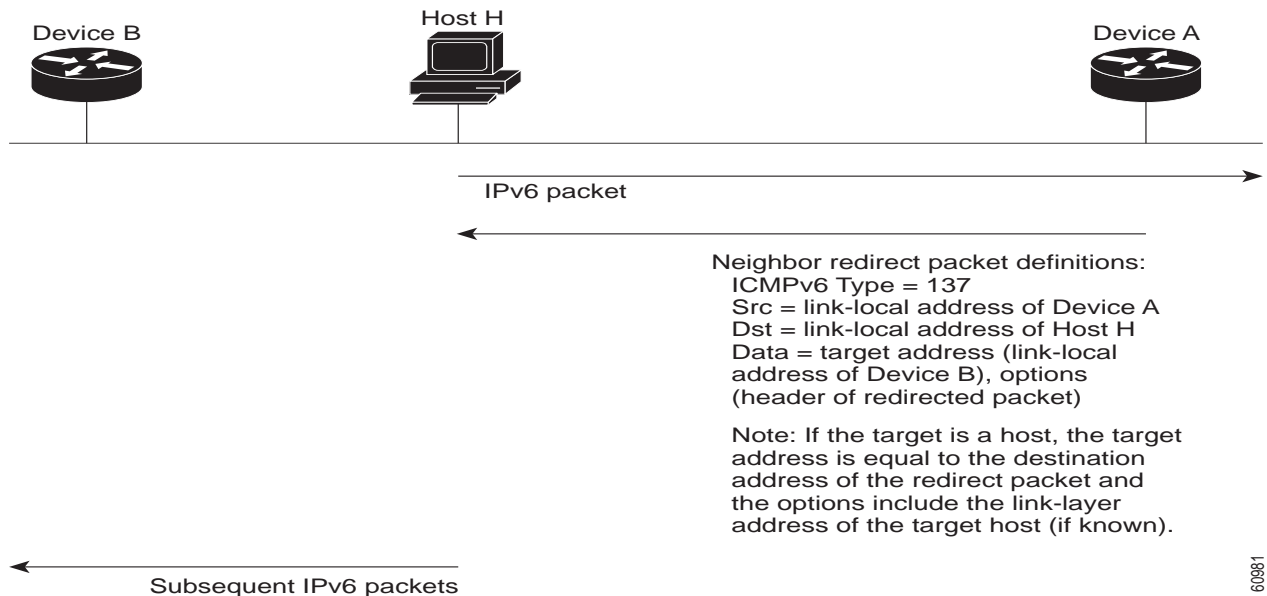 Device B
Host H
Device A
IPv6 packet
Neighbor redirect packet definitions:
ICMPv6 Type = 137
Src = link-local address of Device A
Dst = link-local address of Host H
Data = target address (link-local
address of Device B), options
(header of redirected packet)
Note: If the target is a host, the target
address is equal to the destination
address of the redirect packet and
the options include the link-layer
address of the target host (if known).
Subsequent IPv6 packets
60981